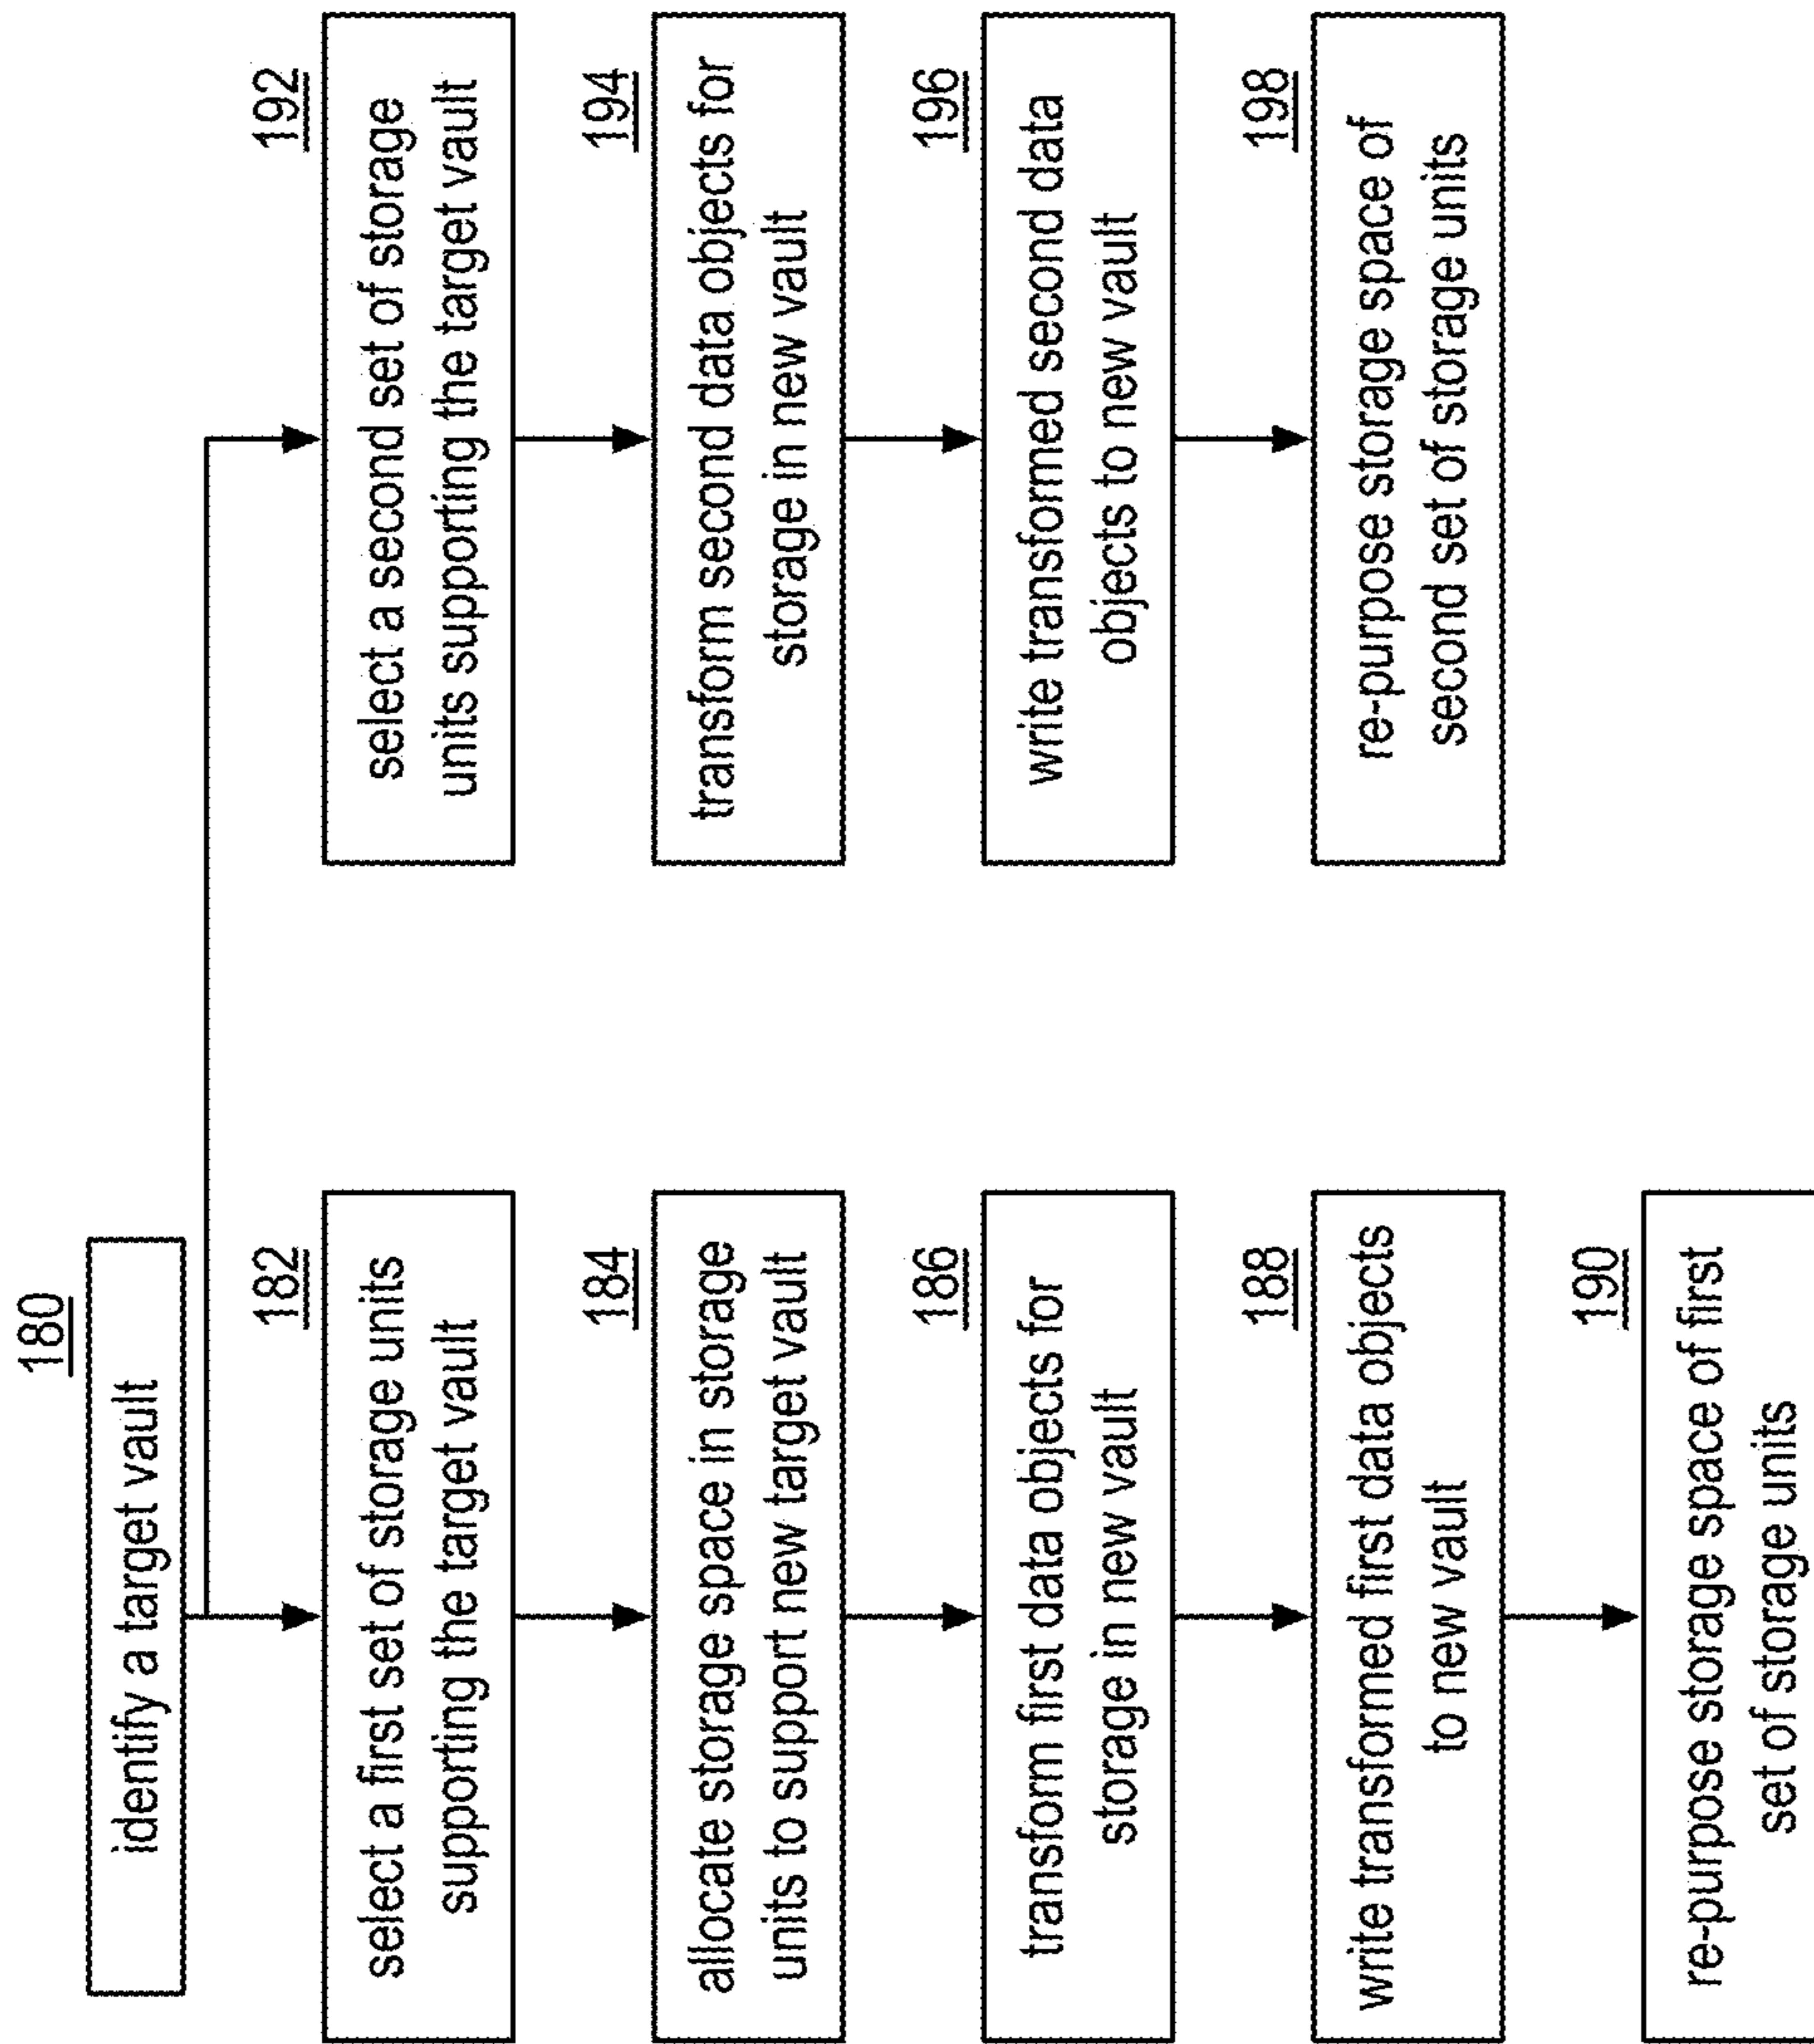 180
identify a target vault
182
select a first set of storage units
supporting the target vault
184
allocate storage space in storage
units to support new target vault
186
transform first data objects for
storage in new vault
188
write transformed first data objects
to new vault
190
re-purpose storage space of first
set of storage units
192
select a second set of storage
units supporting the target vault
194
transform second data objects for
storage in new vault
196
write transformed second data
objects to new vault
198
re-purpose storage space of
second set of storage units